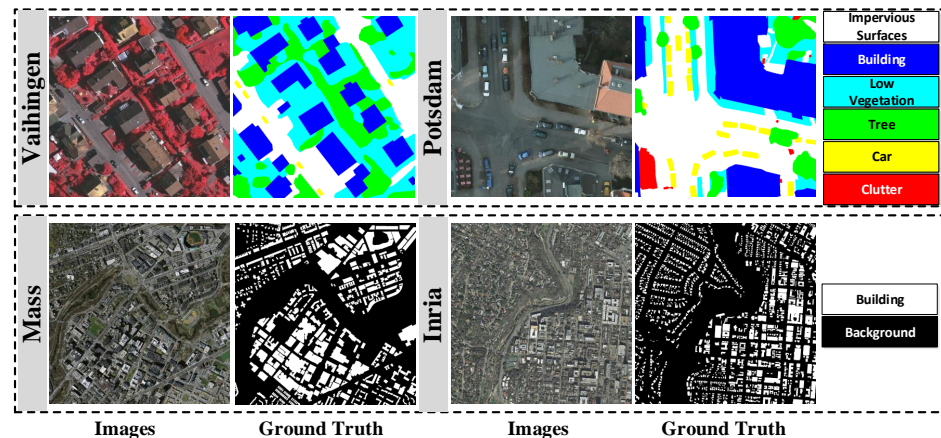 Vaihingen
Potsdam
Impervious
Surfaces
Building
Low
Vegetation
Tree
Car
Clutter
Mass
Inria
Building
Background
Images
Ground Truth
Images
Ground Truth